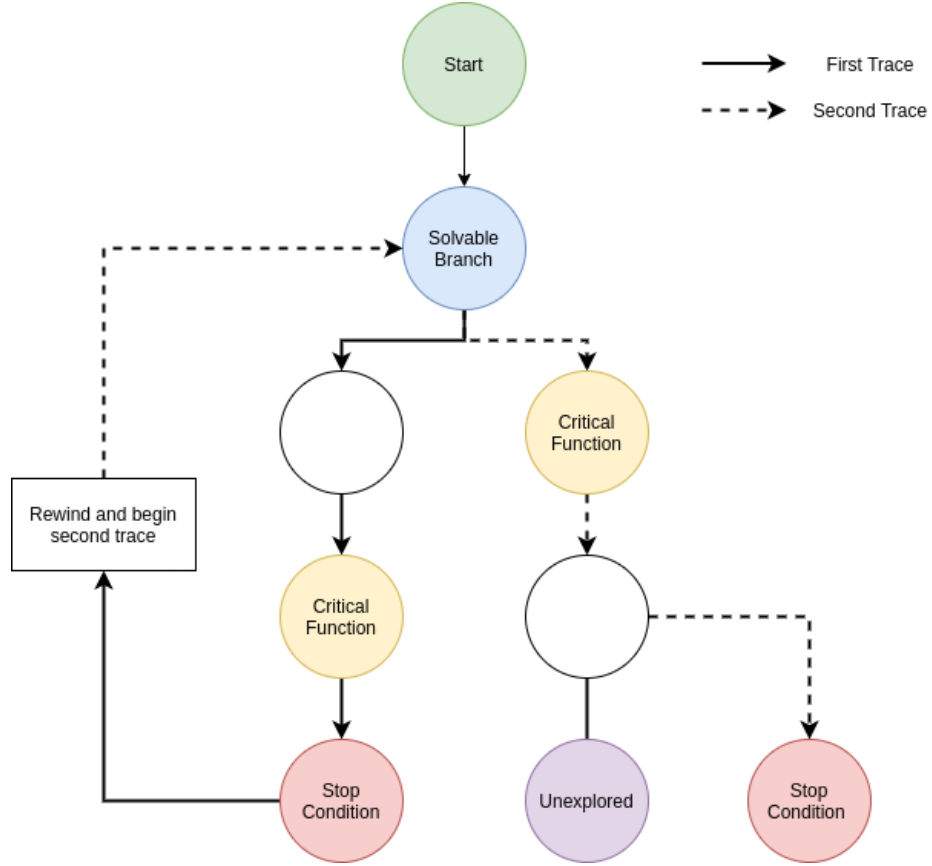 Start
First Trace
Second Trace
Solvable
Branch
Critical
Function
Rewind and begin
second trace
Critical
Function
Stop
Condition
Unexplored
Stop
Condition